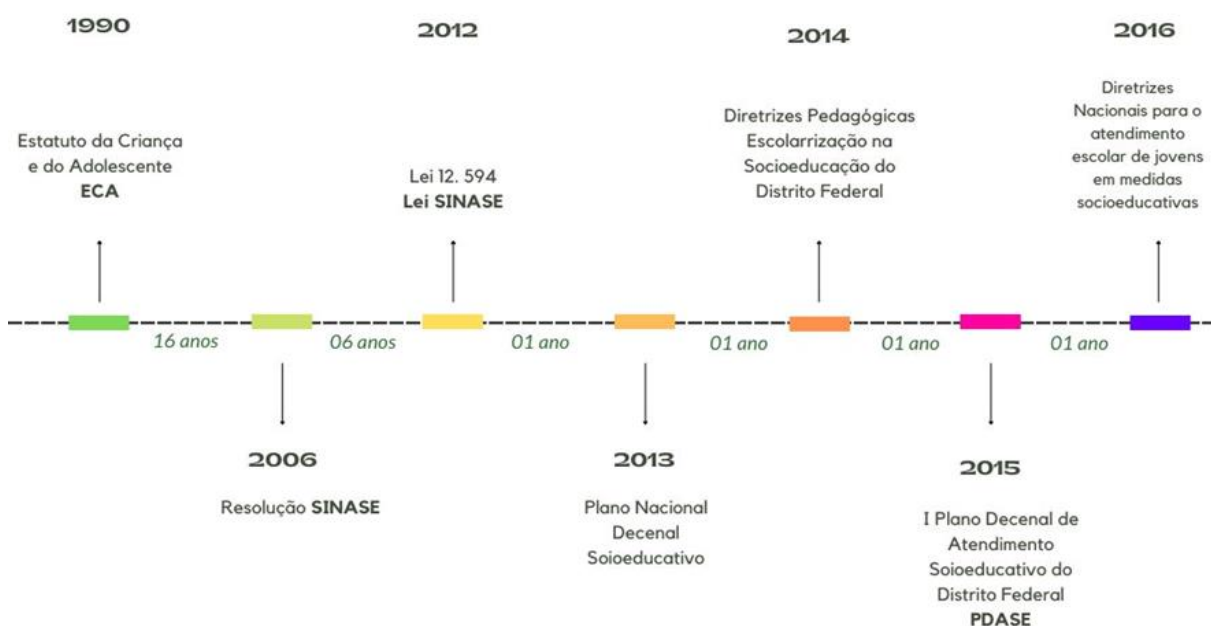 1990
Estatuto da Criança
e do Adolescente
ECA
2012
Lei 12. 594
Lei SINASE
2014
Diretrizes Pedagógicas
Escolarrização na
Socioeducação do
Distrito Federal
2016
Diretrizes
Nacionais para o
atendimento
escolar de jovens
em medidas
socioeducativas
16 anos
06 anos
01 ano
01 ano
01 ano
01 ano
2006
Resolução SINASE
2013
Plano Nacional
Decenal
Soioeducativo
2015
I Plano Decenal de
Atendimento
Soioeducativo do
Distrito Federal
PDASE